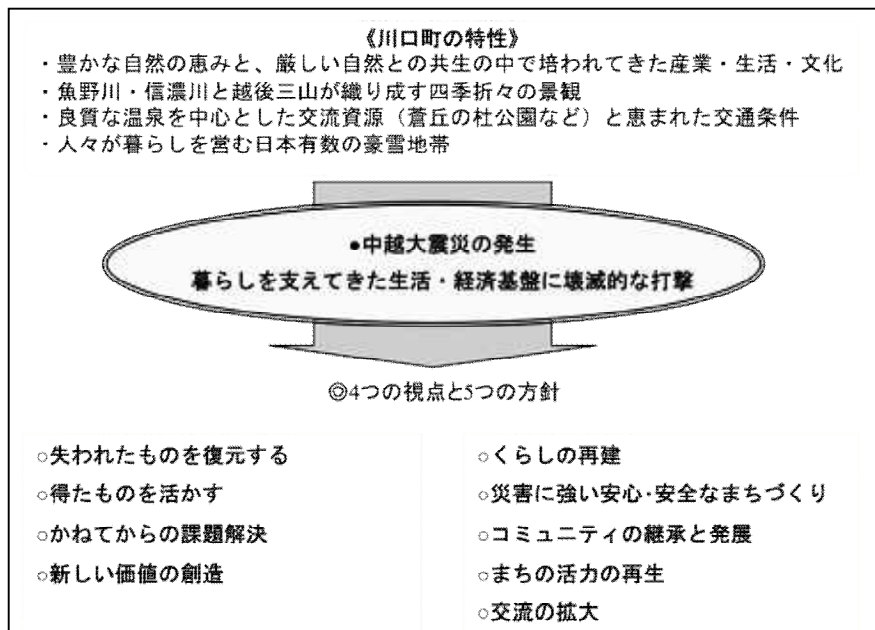 《川口町の特性》
・豊かな自然の恵みと、厳しい自然との共生の中で培われてきた産業・生活・文化
・魚野川・信濃川と越後三山が織り成す四季折々の景観
・良質な温泉を中心とした交流資源（蒼丘の杜公園など）と恵まれた交通条件
・人々が暮らしを営む日本有数の豪雪地帯
●中越大震災の発生
暮らしを支えてきた生活・経済基盤に壊滅的な打撃
◎4つの視点と5つの方針
○失われたものを復元する
○得たものを活かす
○かねてからの課題解決
○新しい価値の創造
○くらしの再建
○災害に強い安心･安全なまちづくり
○コミュニティの継承と発展
○まちの活力の再生
○交流の拡大